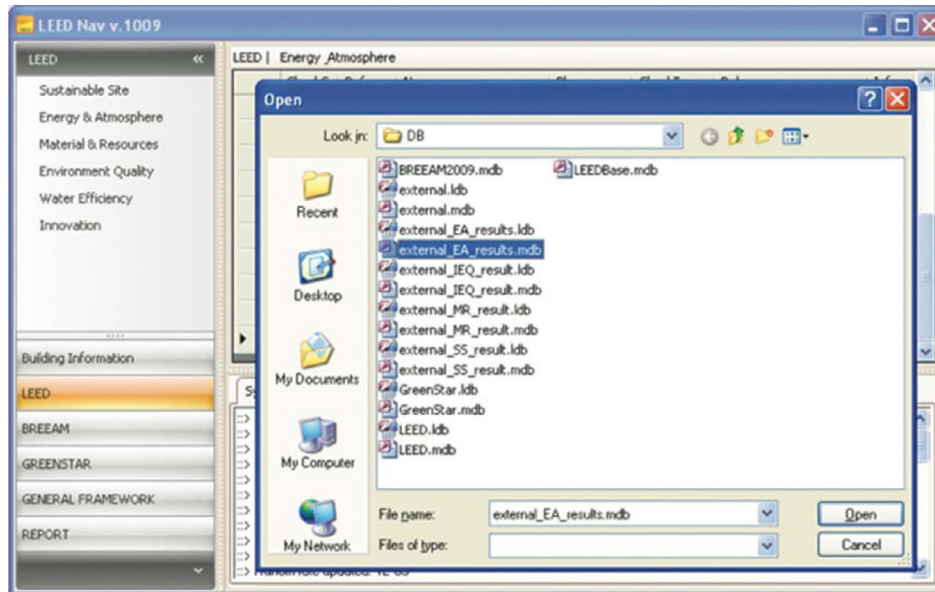 LEED Nav v.1009
LEED
Sustainable Site
Energy & Atmosphere
Material & Resources
Environment Quality
Water Efficiency
Innovation
Building Information
LEED
BREEAM
GREENSTAR
GENERAL FRAMEWORK
REPORT
LEED | Energy _Atmosphere
Open
Look in:
DB
Recent
Desktop
My Documents
My Computer
My Network
BREEAM2009.mdb
external.ldb
external.mdb
external_EA_results.ldb
external_EA_results.mdb
external_IEQ_result.ldb
external_IEQ_result.mdb
external_MR_result.ldb
external_MR_result.mdb
external_SS_result.ldb
external_SS_result.mdb
GreenStar.ldb
GreenStar.mdb
LEED.ldb
LEED.mdb
LEEDBase.mdb
File name:
external_EA_results.mdb
Open
Files of type:
Cancel